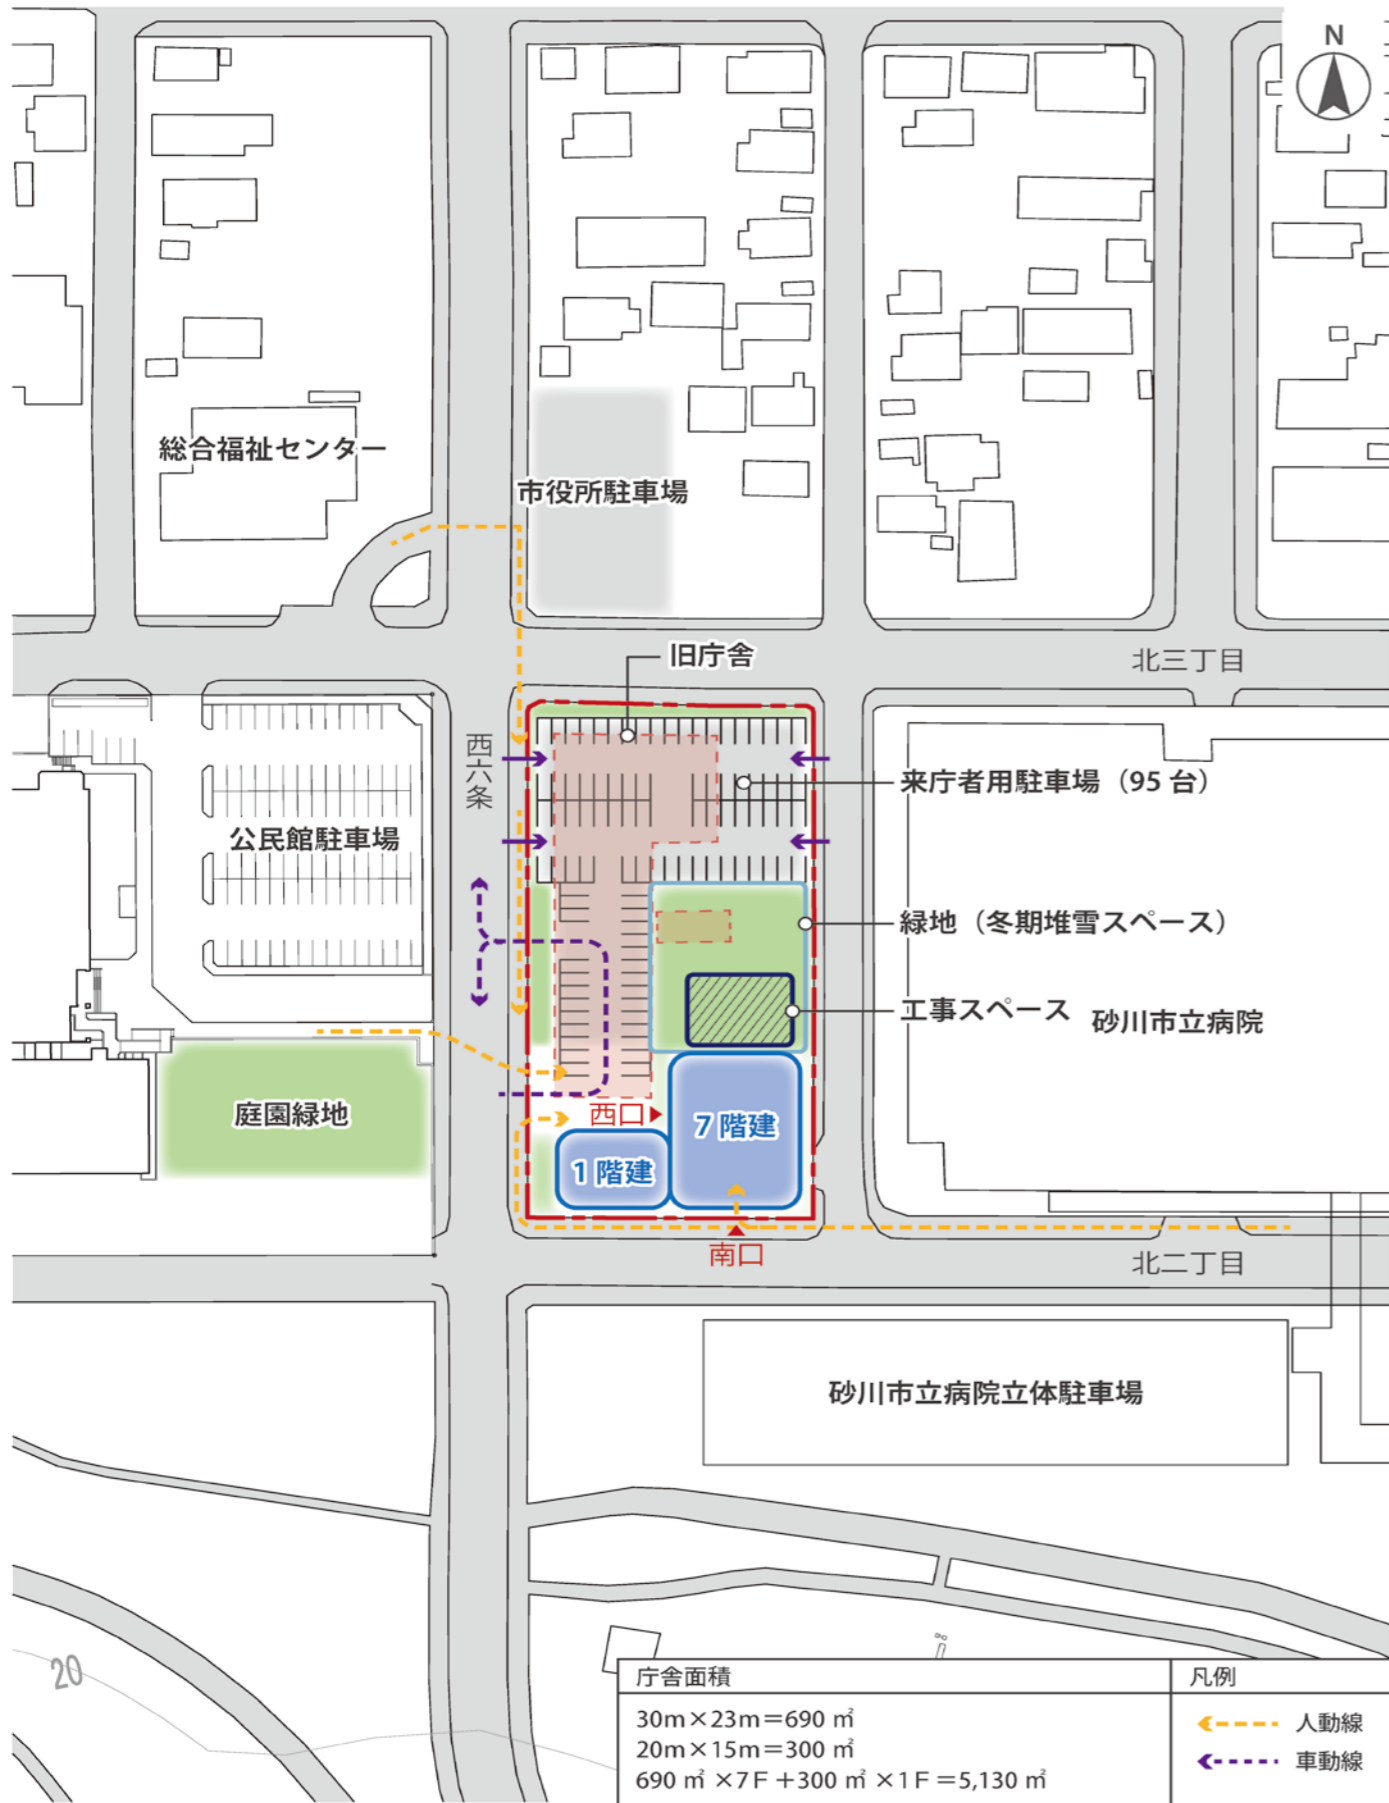 N
総合福祉センター
市役所駐車場
旧庁舎
北三丁目
西六条
来庁者用駐車場（95 台）
公民館駐車場
緑地（冬期堆雪スペース）
工事スペース
砂川市立病院
庭園緑地
西口
7 階建
1 階建
南口
北二丁目
砂川市立病院立体駐車場
20
庁舎面積
凡例
30m×23m＝690 ㎡
20m×15m＝300 ㎡
690 ㎡ ×7Ｆ＋300 ㎡ ×1Ｆ＝5,130 ㎡
人動線
車動線